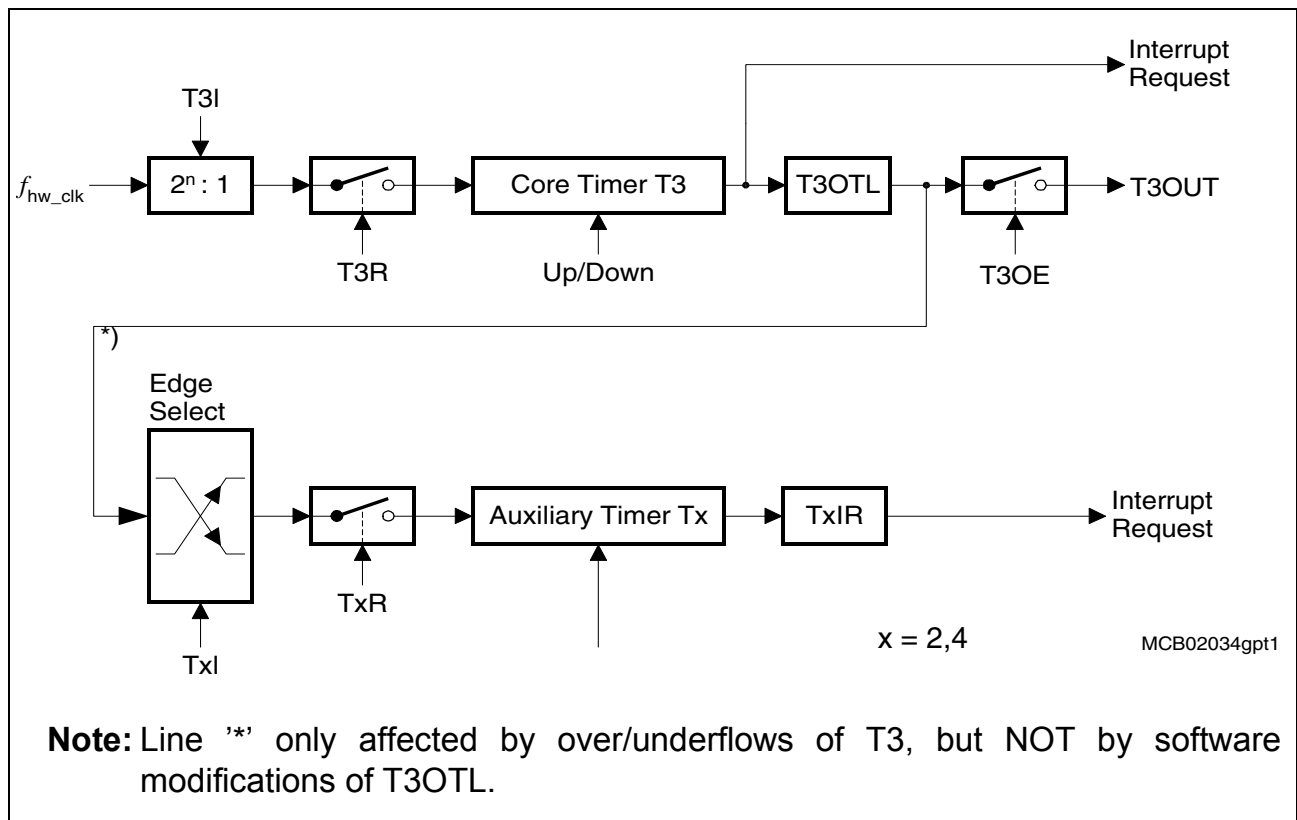 Interrupt
Request
T3I
f hw_clk
2ⁿ : 1
Core Timer T3
T3OTL
T3OUT
T3R
Up/Down
T3OE
*)
Edge
Select
Auxiliary Timer Tx
TxIR
Interrupt
Request
TxR
TxI
x = 2,4
MCB02034gpt1
Note: Line ’*’ only affected by over/underflows of T3, but NOT by software
modifications of T3OTL.